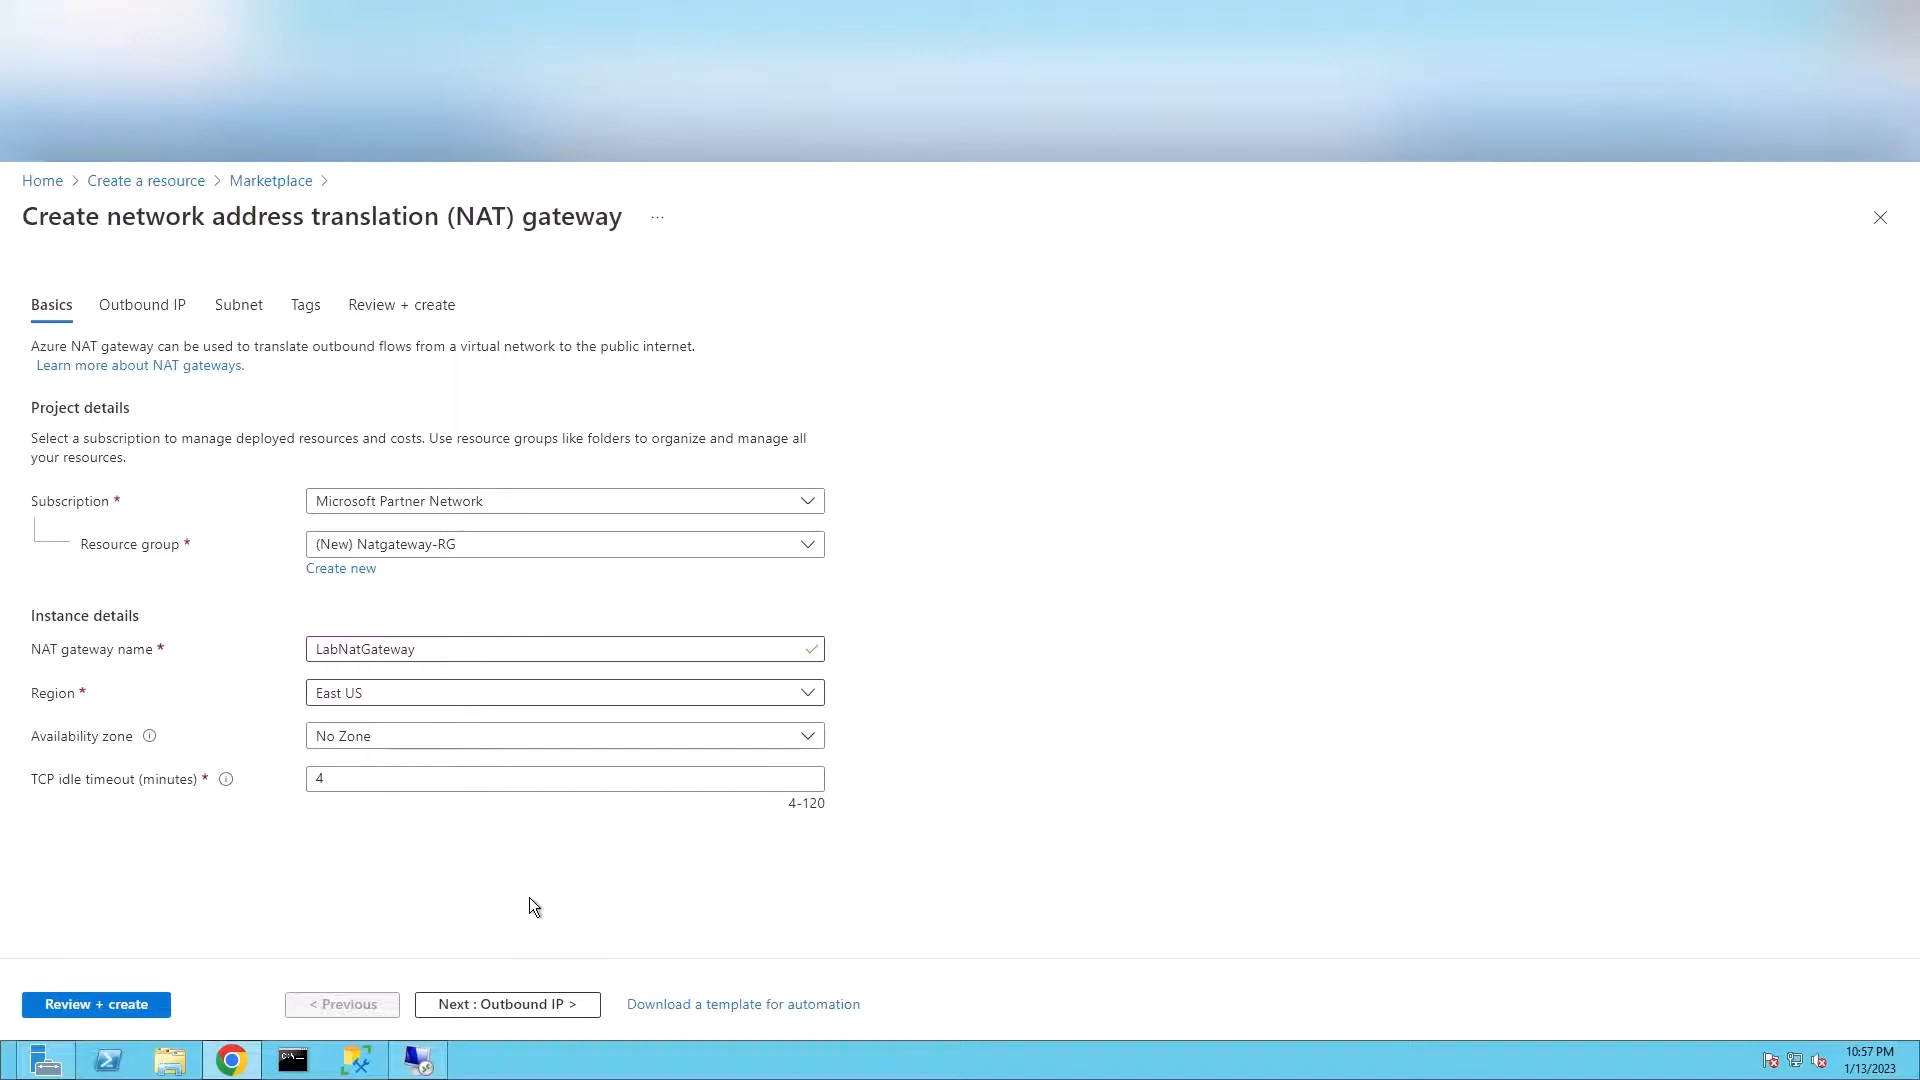 Home > Create a resource > Marketplace >
Create network address translation (NAT) gateway ...
Basics Outbound IP Subnet Tags Review + create
Azure NAT gateway can be used to translate outbound flows from a virtual network to the public internet.
Learn more about NAT gateways.
Project details
Select a subscription to manage deployed resources and costs. Use resource groups like folders to organize and manage all
your resources.
Subscription * Microsoft Partner Network
Resource group * (New) Natgateway-RG
Create new
Instance details
NAT gateway name * LabNatGateway
Region * East US
Availability zone No Zone
TCP idle timeout (minutes) * 4
4-120
Review + create < Previous Next : Outbound IP > Download a template for automation
10:57 PM
1/13/2023